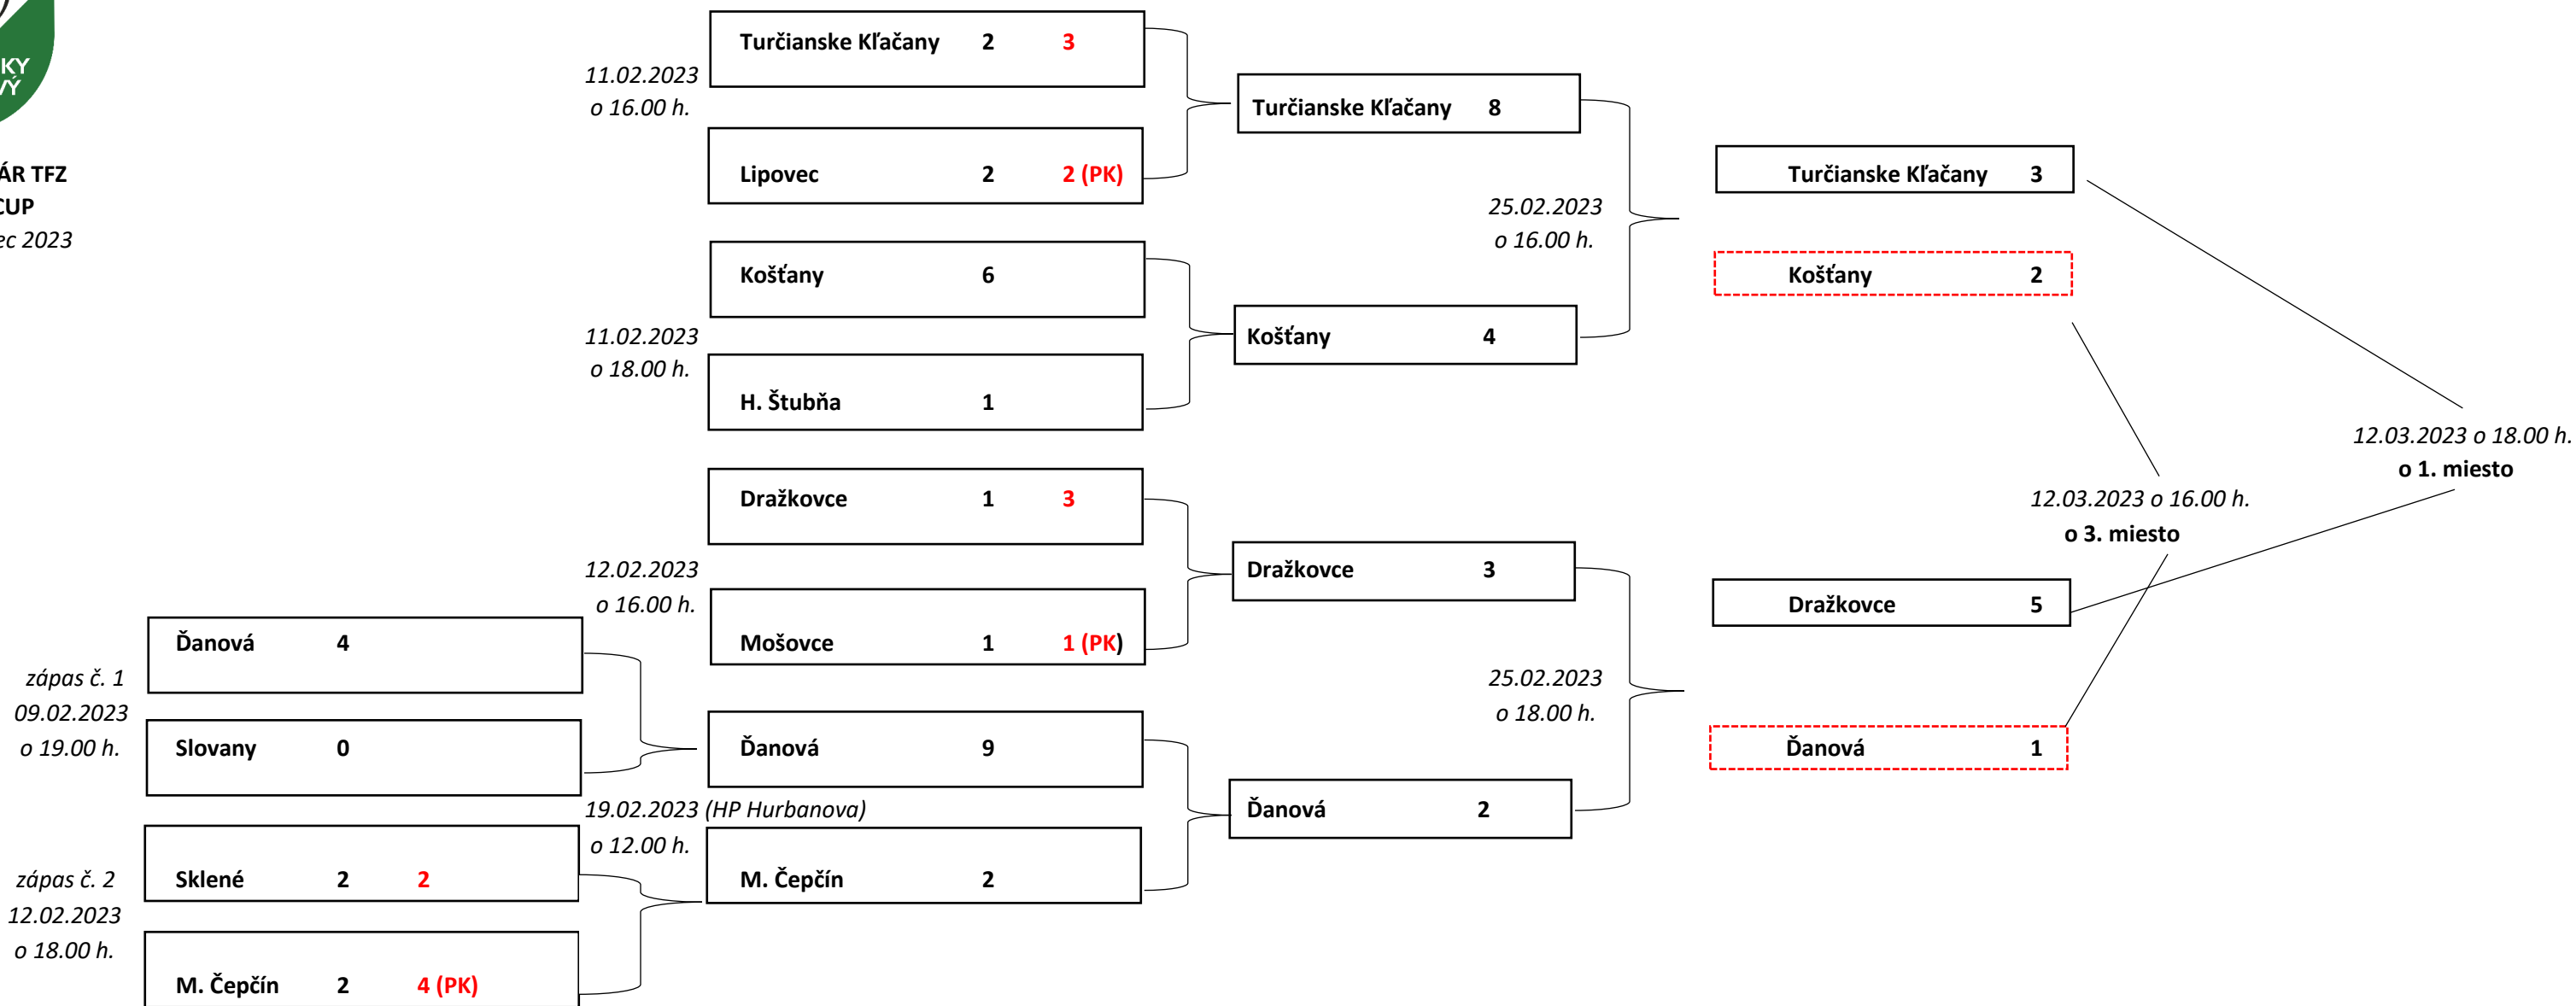 KY
VÝ
ÁR TFZ
CUP
ec 2023
Turčianske Kľačany 2 3
11.02.2023
o 16.00 h.
Lipovec 2 2 (PK)
Košťany 6
11.02.2023
o 18.00 h.
H. Štubňa 1
Dražkovce 1 3
12.02.2023
o 16.00 h.
Mošovce 1 1 (PK)
Ďanová 4
zápas č. 1
09.02.2023
o 19.00 h.
Slovany 0
Ďanová 9
19.02.2023 (HP Hurbanova)
o 12.00 h.
M. Čepčín 2
Sklené 2 2
zápas č. 2
12.02.2023
o 18.00 h.
M. Čepčín 2 4 (PK)
Turčianske Kľačany 8
25.02.2023
o 16.00 h.
Košťany 4
Dražkovce 3
25.02.2023
o 18.00 h.
Ďanová 2
Turčianske Kľačany 3
Košťany 2
12.03.2023 o 18.00 h.
o 1. miesto
12.03.2023 o 16.00 h.
o 3. miesto
Dražkovce 5
Ďanová 1